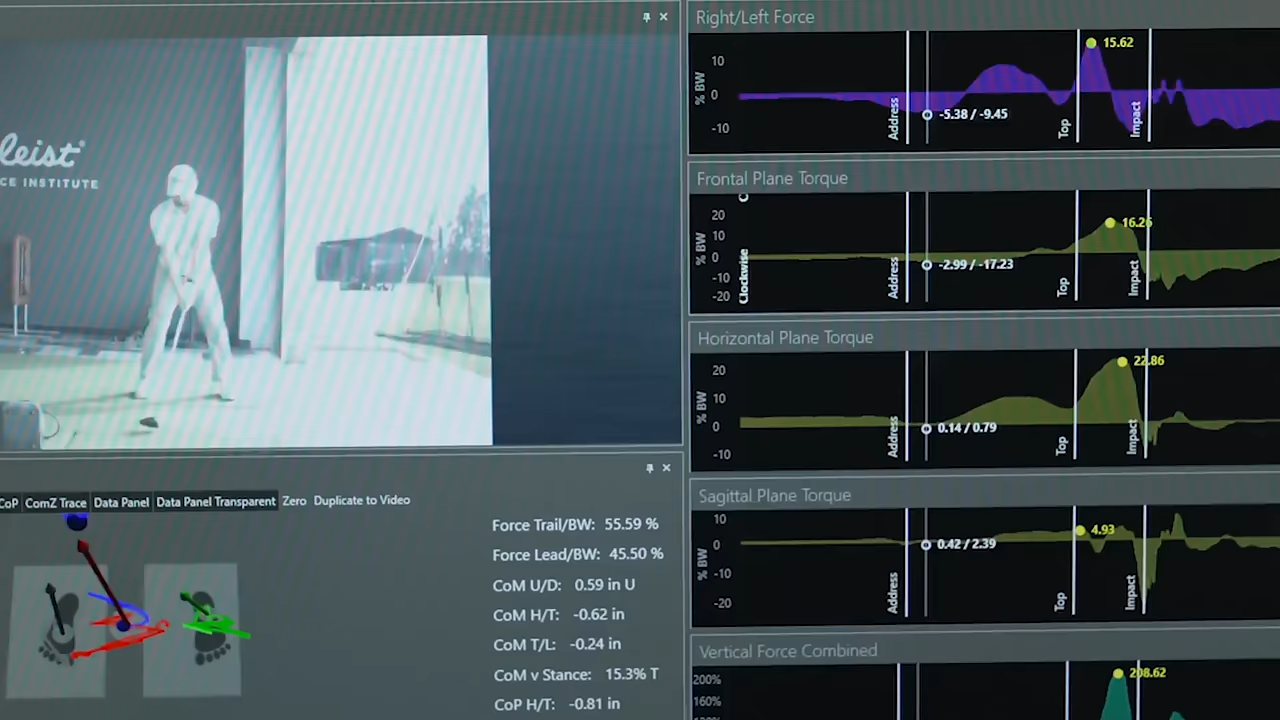 leist
CE INSTITUTE
CoP
ComZ Trace
Data Panel
Data Panel Transparent
Zero
Duplicate to Video
Force Trail/BW: 55.59 %
Force Lead/BW: 45.50 %
CoM U/D: 0.59 in U
CoM H/T: -0.62 in
CoM T/L: -0.24 in
CoM v Stance: 15.3% T
CoP H/T: -0.81 in
Right/Left Force
% BW
10
0
-10
Address
-5.38 / -9.45
Top
15.62
Impact
Frontal Plane Torque
% BW
20
10
0
-10
-20
C
Clockwise
Address
-2.99 / -17.23
Top
16.26
Impact
Horizontal Plane Torque
% BW
20
10
0
-10
Address
0.14 / 0.79
Top
22.86
Impact
Sagittal Plane Torque
% BW
10
0
-10
-20
Address
0.42 / 2.39
Top
4.93
Impact
Vertical Force Combined
200%
160%
208.62